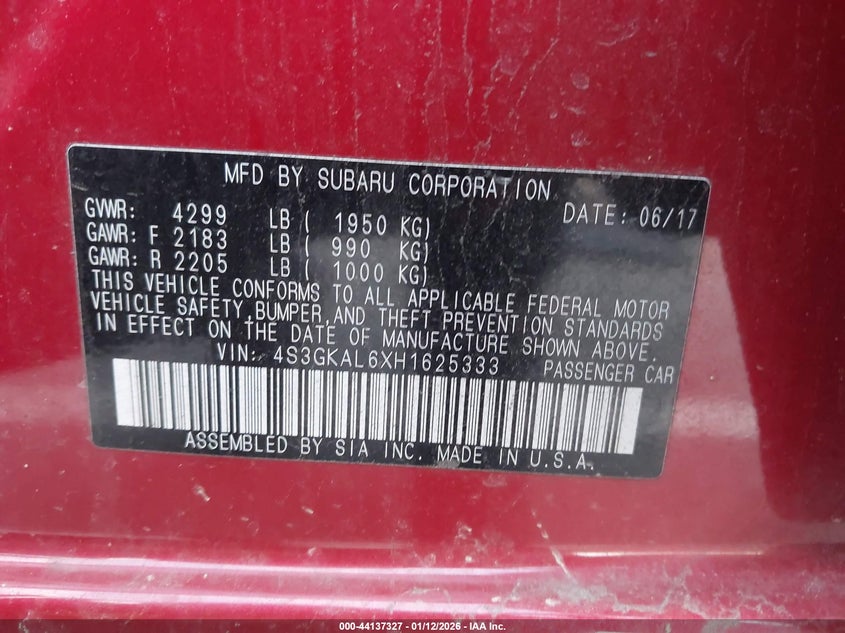 MFD BY SUBARU CORPORATION
DATE: 06/17
GVWR: 4299 LB ( 1950 KG)
GAWR: F 2183 LB ( 990 KG)
GAWR: R 2205 LB ( 1000 KG)
THIS VEHICLE CONFORMS TO ALL APPLICABLE FEDERAL MOTOR
VEHICLE SAFETY,BUMPER,AND THEFT PREVENTION STANDARDS
IN EFFECT ON THE DATE OF MANUFACTURE SHOWN ABOVE.
VIN: 4S3GKAL6XH1625333 PASSENGER CAR
ASSEMBLED BY SIA INC. MADE IN U.S.A.
000-44137327 - 01/12/2026 - IAA Inc.